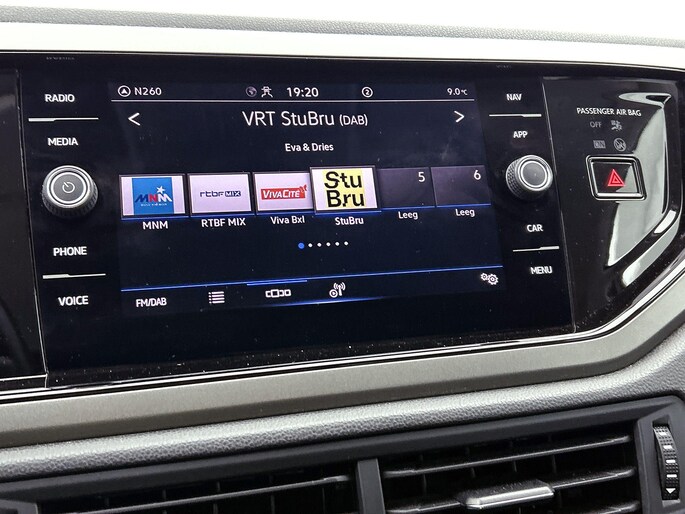 RADIO
MEDIA
PHONE
VOICE
N260
19:20
2
9.0°C
VRT StuBru (DAB)
Eva & Dries
MNM
rtbf MIX
VIVACITÉ
Stu
Bru
5
6
MNM
RTBF MIX
Viva Bxl
StuBru
Leeg
Leeg
FM/DAB
NAV
APP
CAR
MENU
PASSENGER AIR BAG
OFF